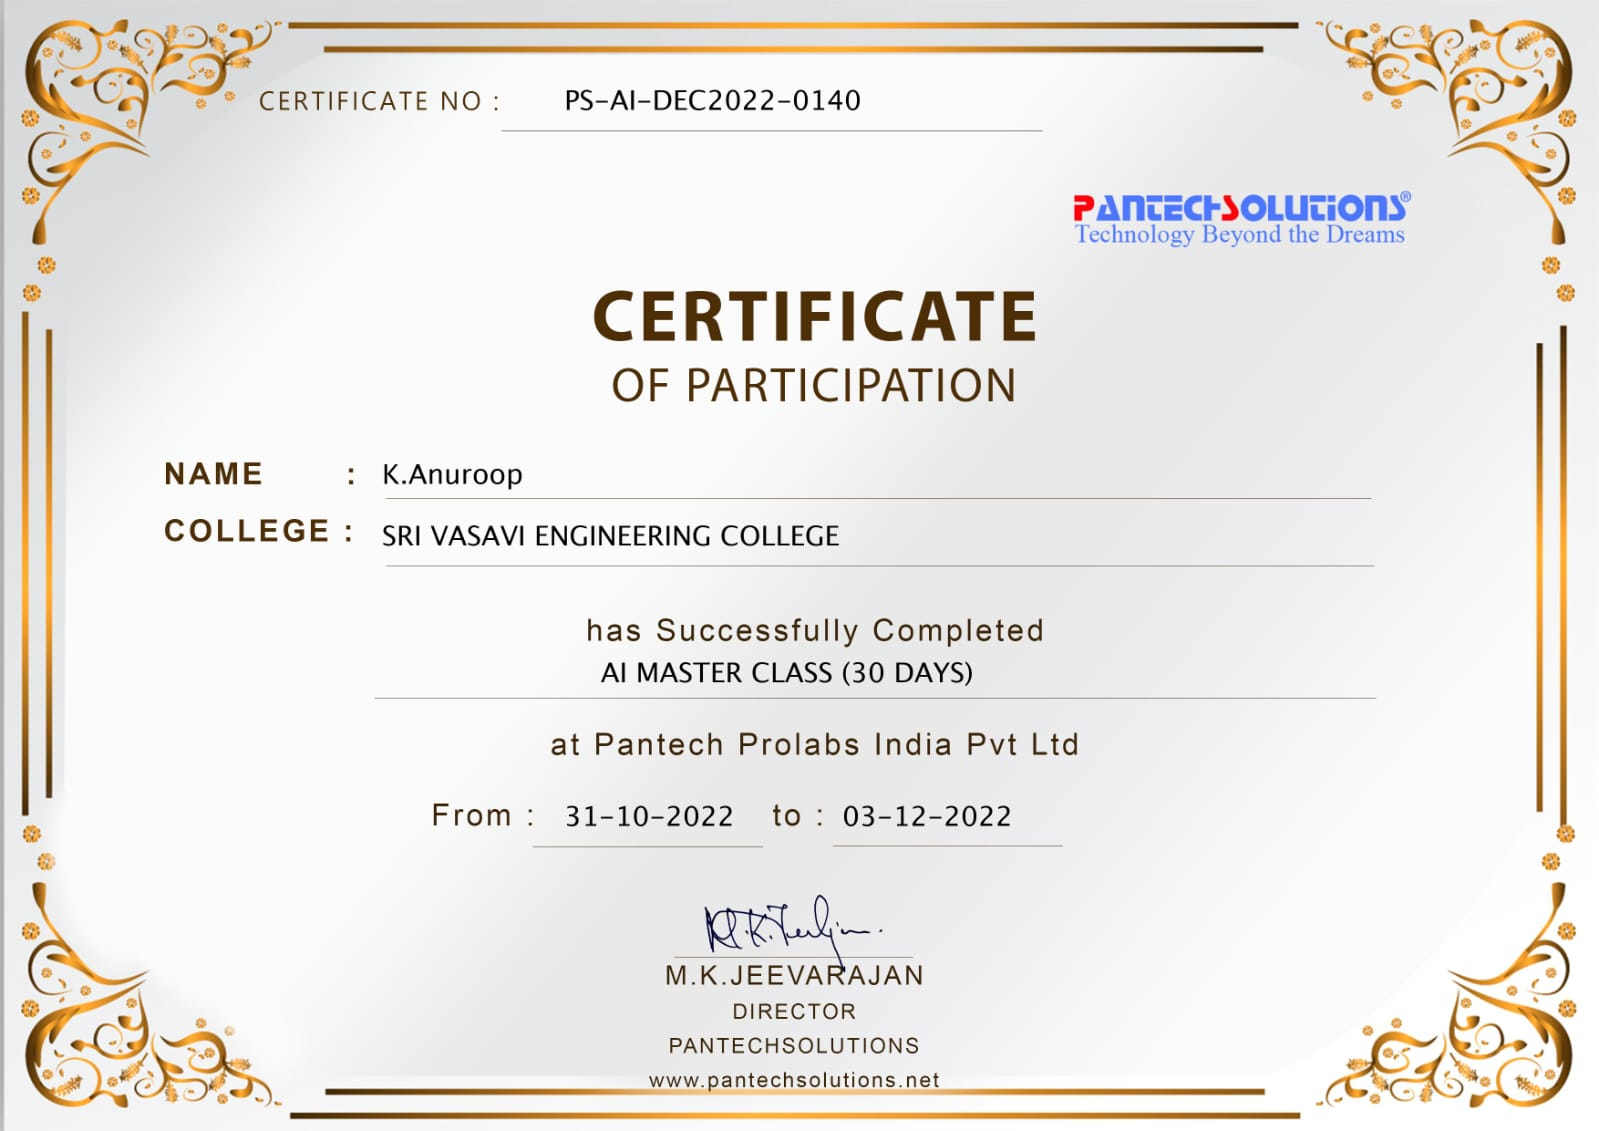 CERTIFICATE NO : PS-AI-DEC2022-0140
PANTECHSOLUTIONS®
Technology Beyond the Dreams
CERTIFICATE
OF PARTICIPATION
NAME : K.Anuroop
COLLEGE : SRI VASAVI ENGINEERING COLLEGE
has Successfully Completed
AI MASTER CLASS (30 DAYS)
at Pantech Prolabs India Pvt Ltd
From : 31-10-2022 to : 03-12-2022
M.K.JEEVARAJAN
DIRECTOR
PANTECHSOLUTIONS
www.pantechsolutions.net